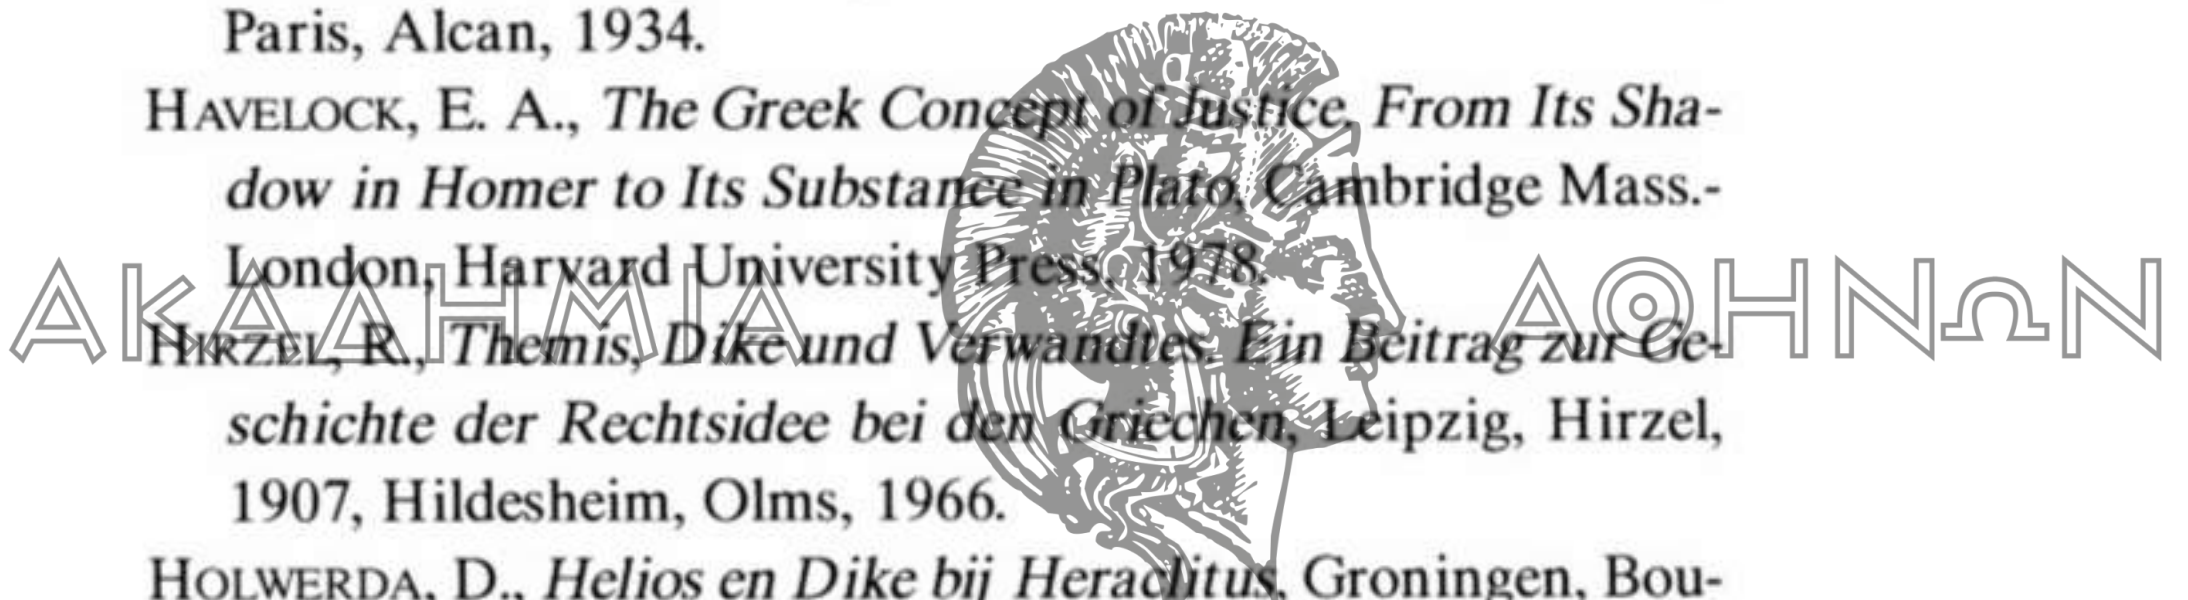 Paris, Alcan, 1934.
HAVELOCK, E. A., The Greek Concept of Justice. From Its Sha-
dow in Homer to Its Substance in Plato, Cambridge Mass.-
London, Harvard University Press, 1978.
ΑΚΑΔΗΜΙΑ ΑΘΗΝΩΝ
HIRZEL, R., Themis, Dike und Verwandtes. Ein Beitrag zur Ge-
schichte der Rechtsidee bei den Griechen, Leipzig, Hirzel,
1907, Hildesheim, Olms, 1966.
HOLWERDA, D., Helios en Dike bij Heraclitus, Groningen, Bou-